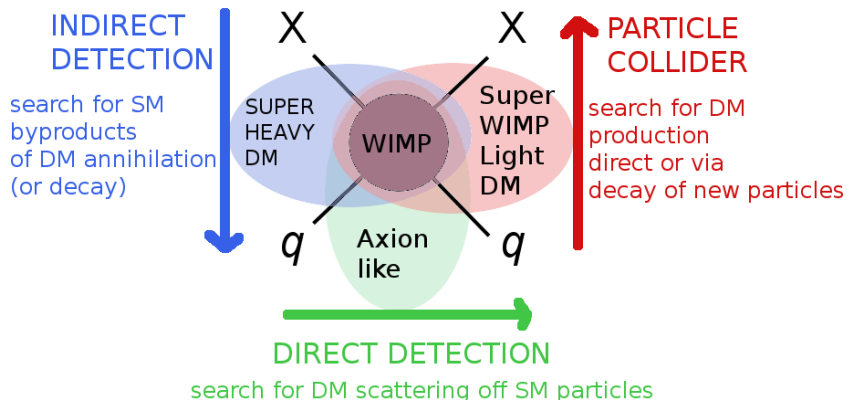 INDIRECT
DETECTION
search for SM
byproducts
of DM annihilation
(or decay)
X
X
SUPER
HEAVY
DM
WIMP
Super
WIMP
Light
DM
q
Axion
like
q
PARTICLE
COLLIDER
search for DM
production
direct or via
decay of new particles
DIRECT DETECTION
search for DM scattering off SM particles